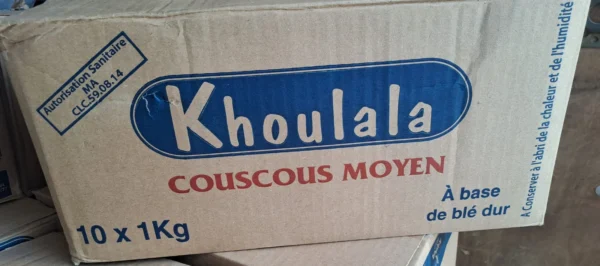 Autorisation Sanitaire
MA
CLC.59.08.14
Khoulala
COUSCOUS MOYEN
10 x 1Kg
À base
de blé dur
A Conserver à l'abri de la chaleur et de l'humidité